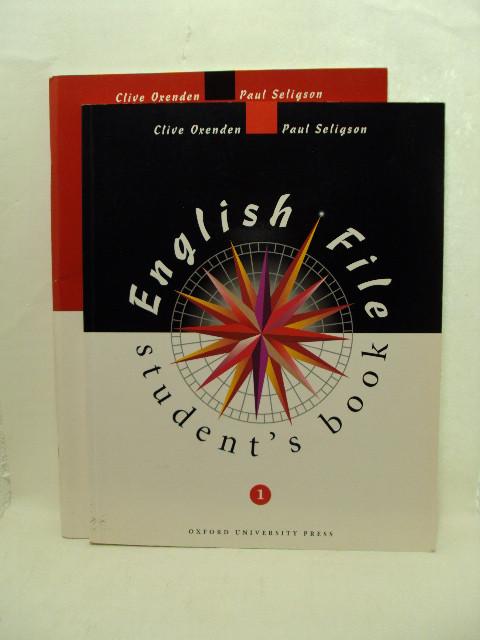 Clive Oxenden Paul Seligson
Clive Oxenden Paul Seligson
English File
student's book
1
OXFORD UNIVERSITY PRESS